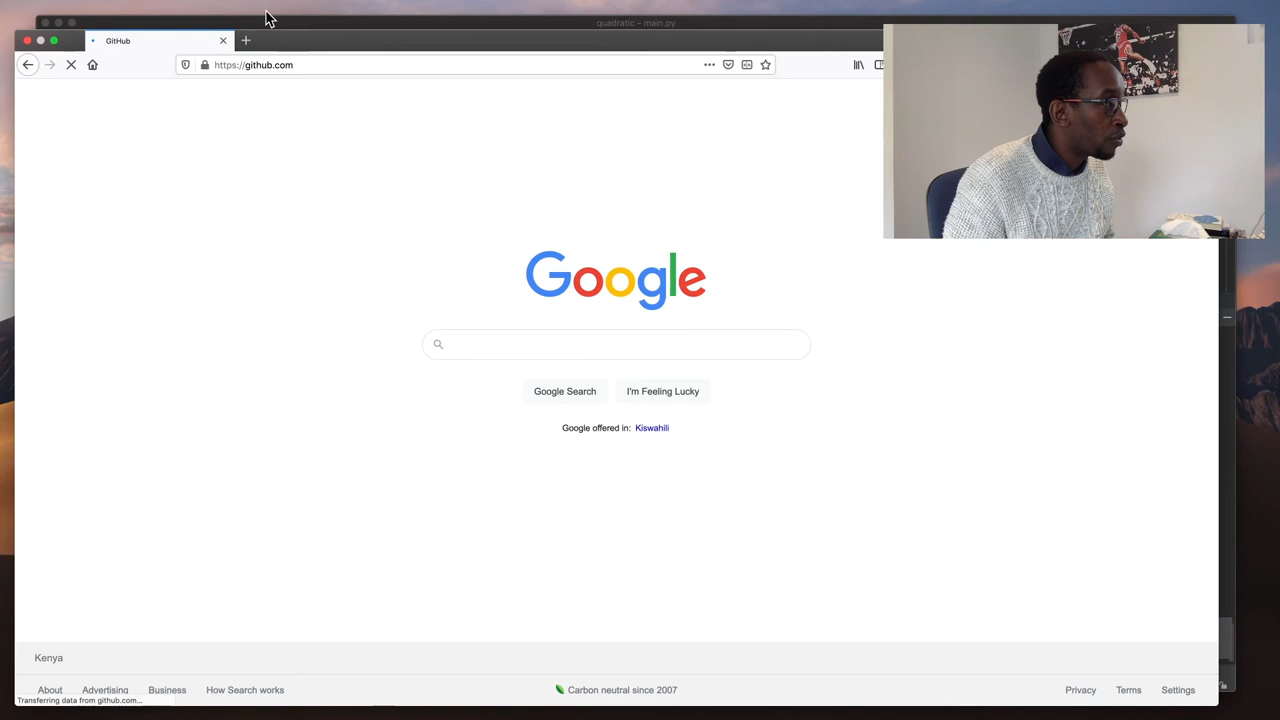 quadratic – main.py
GitHub
https://github.com
Google
Google Search
I'm Feeling Lucky
Google offered in: Kiswahili
Kenya
About
Advertising
Business
How Search works
Carbon neutral since 2007
Privacy
Terms
Settings
Transferring data from github.com...